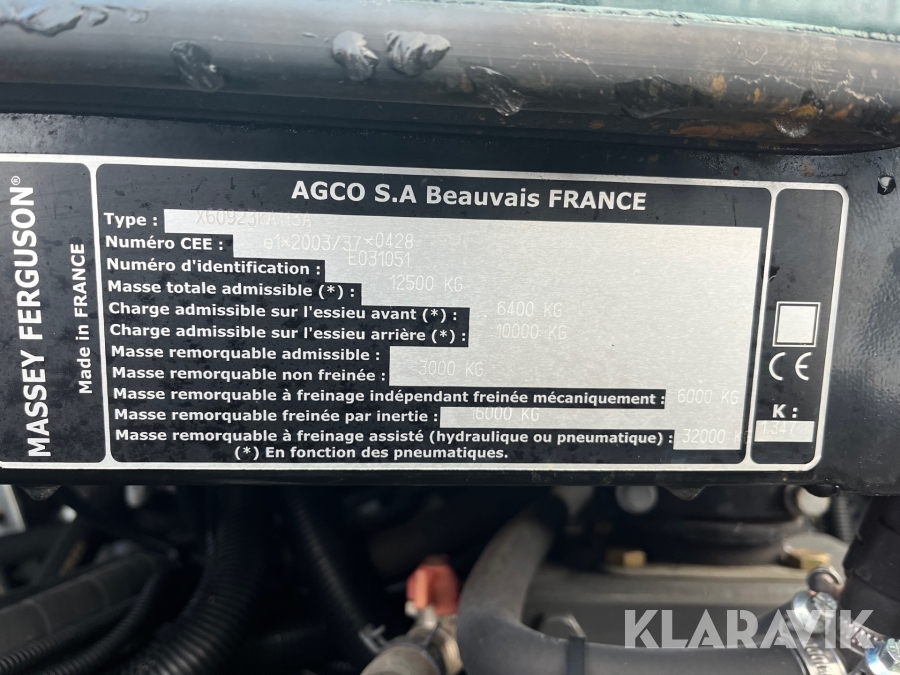 MASSEY FERGUSON®
Made in FRANCE
AGCO S.A Beauvais FRANCE
Type :
Numéro CEE : e1*2003/37*0428
Numéro d'identification : E031051
Masse totale admissible (*) : 12500 KG
Charge admissible sur l'essieu avant (*) : 6400 KG
Charge admissible sur l'essieu arrière (*) : 10000 KG
Masse remorquable admissible :
Masse remorquable non freinée : 3000 KG
Masse remorquable à freinage indépendant freinée mécaniquement : 6000 KG
Masse remorquable freinée par inertie : 16000 KG
Masse remorquable à freinage assisté (hydraulique ou pneumatique) : 32000 KG
(*) En fonction des pneumatiques.
CE
K :
1.347
KLARAVIK